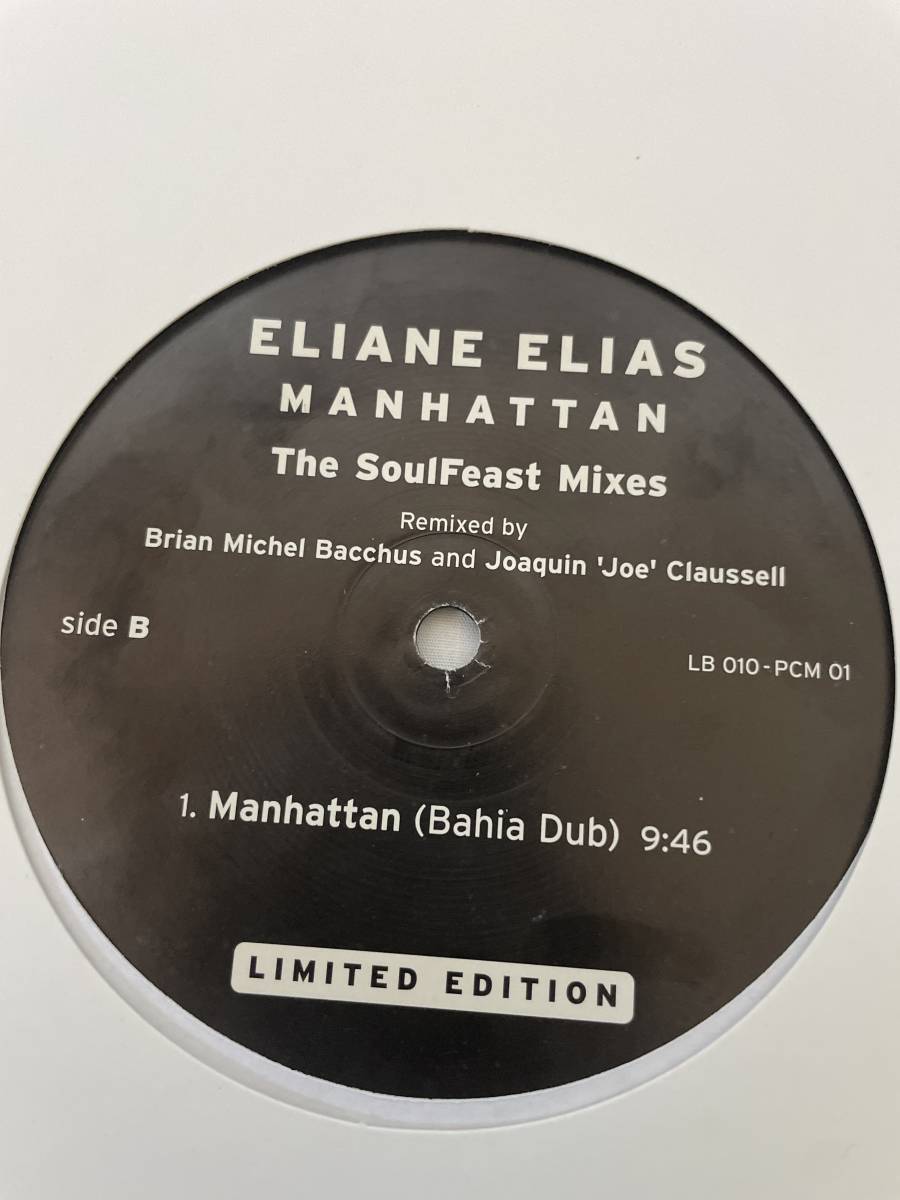 ELIANE ELIAS
MANHATTAN
The SoulFeast Mixes
Remixed by
Brian Michel Bacchus and Joaquin 'Joe' Claussell
side B
LB 010-PCM 01
1. Manhattan (Bahia Dub) 9:46
LIMITED EDITION